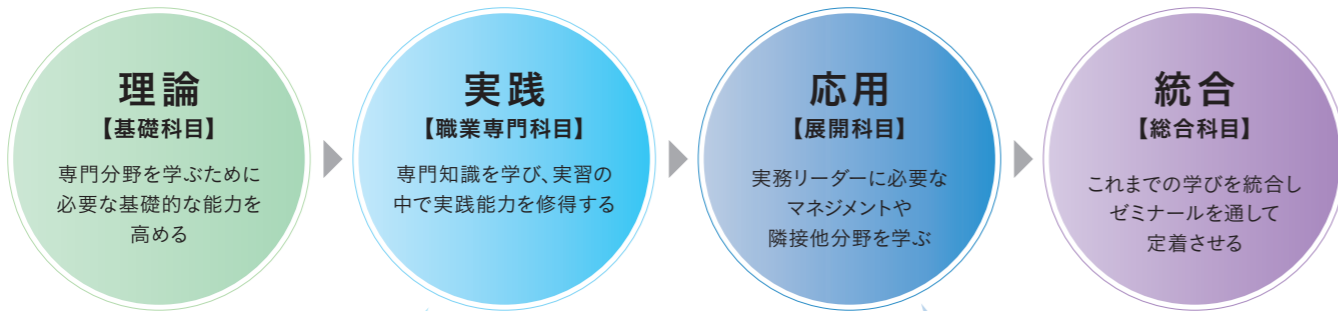 理論
【基礎科目】
専門分野を学ぶために
必要な基礎的な能力を
高める
実践
【職業専門科目】
専門知識を学び、実習の
中で実践能力を修得する
応用
【展開科目】
実務リーダーに必要な
マネジメントや
隣接他分野を学ぶ
統合
【総合科目】
これまでの学びを統合し
ゼミナールを通して
定着させる